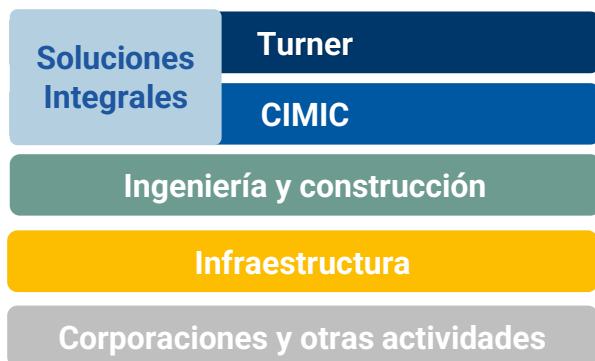 Soluciones
Integrales
Turner
CIMIC
Ingeniería y construcción
Infraestructura
Corporaciones y otras actividades